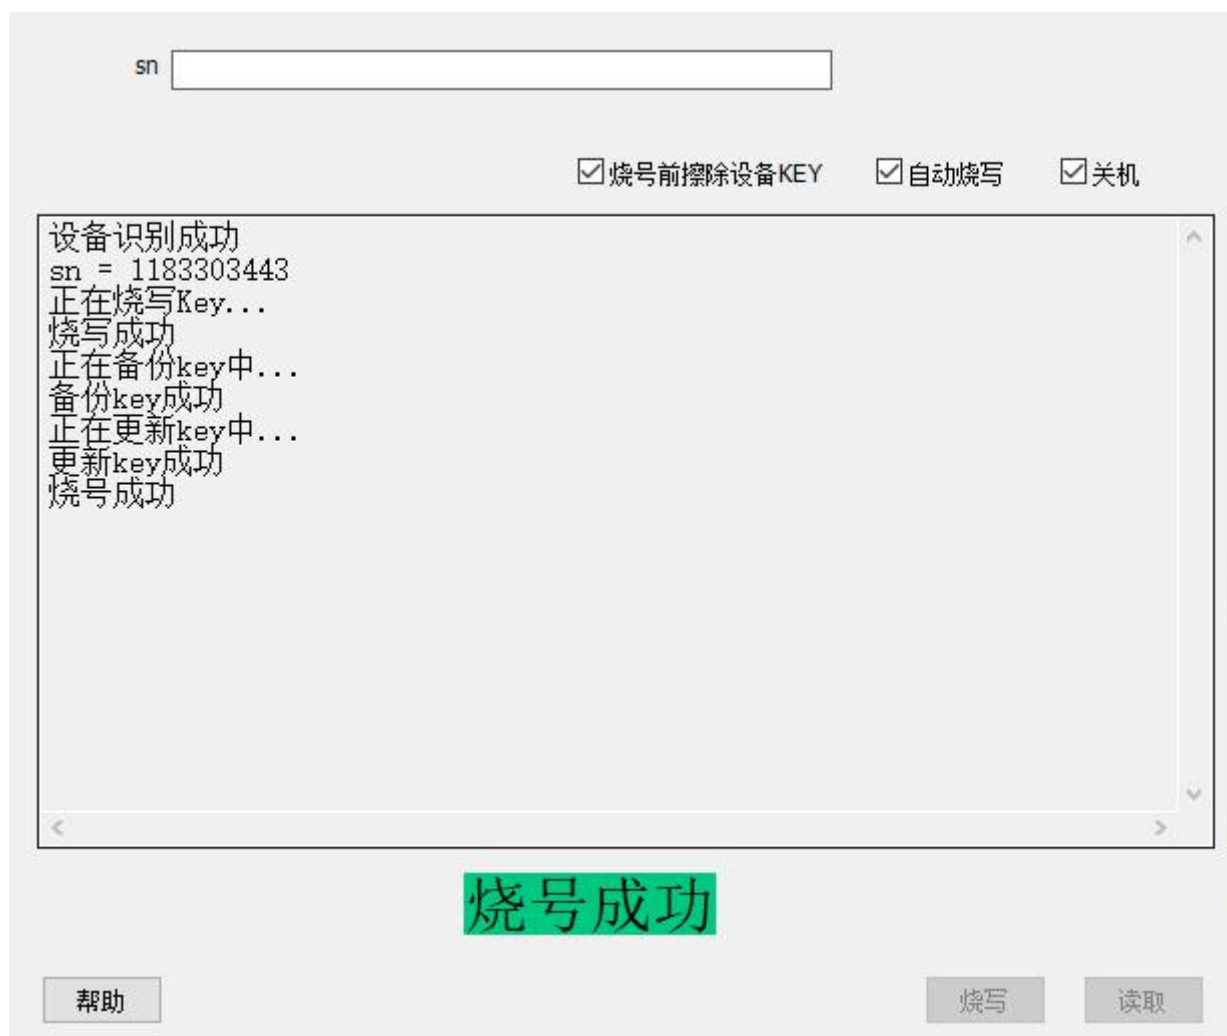 sn
烧号前擦除设备KEY 自动烧写 关机
设备识别成功
sn = 1183303443
正在烧写Key...
烧写成功
正在备份key中...
备份key成功
正在更新key中...
更新key成功
烧号成功
烧号成功
帮助 烧写 读取